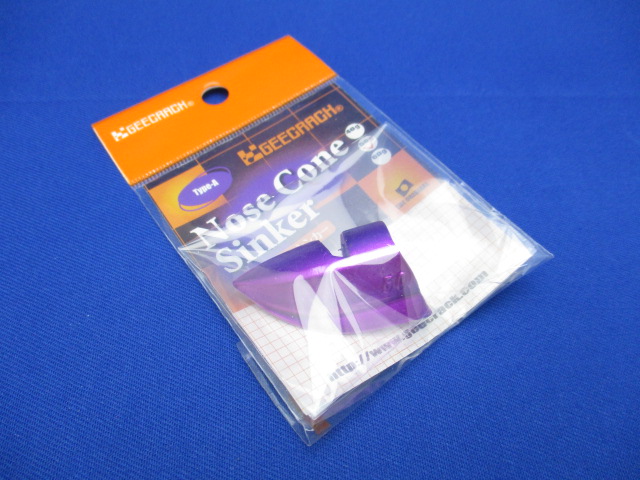 GEECRACK®
GEECRACK®
Type-A
Nose Cone
Sinker
http://www.geecrack.com